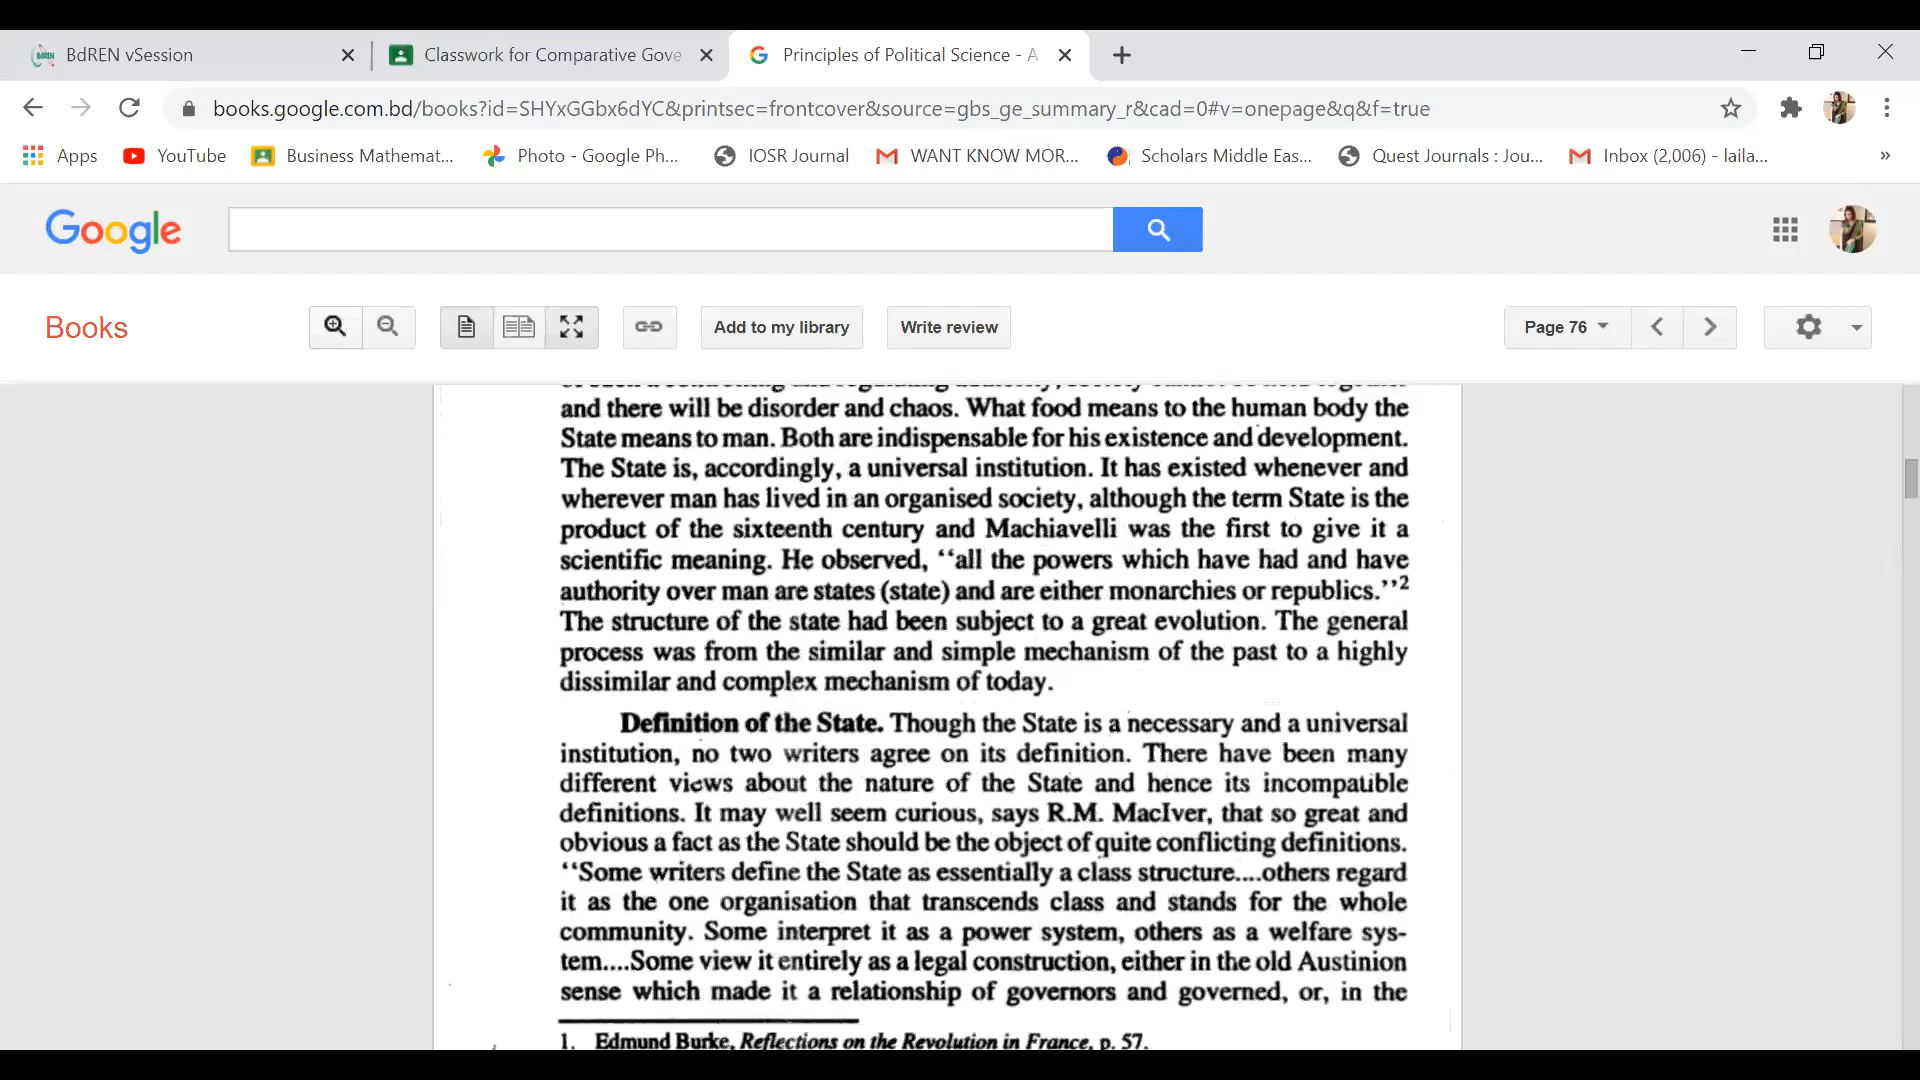 BdREN vSession
Classwork for Comparative Gove
Principles of Political Science - A
books.google.com.bd/books?id=SHYxGGbx6dYC&printsec=frontcover&source=gbs_ge_summary_r&cad=0#v=onepage&q&f=true
Apps YouTube Business Mathemat... Photo - Google Ph... IOSR Journal WANT KNOW MOR... Scholars Middle Eas... Quest Journals : Jou... Inbox (2,006) - laila... »
Google
Books Add to my library Write review Page 76
and there will be disorder and chaos. What food means to the human body the
State means to man. Both are indispensable for his existence and development.
The State is, accordingly, a universal institution. It has existed whenever and
wherever man has lived in an organised society, although the term State is the
product of the sixteenth century and Machiavelli was the first to give it a
scientific meaning. He observed, ‘‘all the powers which have had and have
authority over man are states (state) and are either monarchies or republics.’’2
The structure of the state had been subject to a great evolution. The general
process was from the similar and simple mechanism of the past to a highly
dissimilar and complex mechanism of today.
Definition of the State. Though the State is a necessary and a universal
institution, no two writers agree on its definition. There have been many
different views about the nature of the State and hence its incompatible
definitions. It may well seem curious, says R.M. MacIver, that so great and
obvious a fact as the State should be the object of quite conflicting definitions.
‘‘Some writers define the State as essentially a class structure....others regard
it as the one organisation that transcends class and stands for the whole
community. Some interpret it as a power system, others as a welfare sys-
tem....Some view it entirely as a legal construction, either in the old Austinion
sense which made it a relationship of governors and governed, or, in the
1. Edmund Burke, Reflections on the Revolution in France, p. 57.